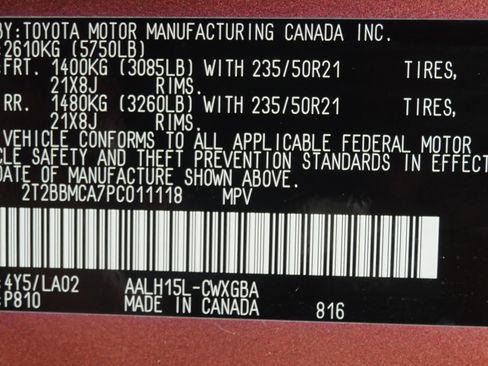 BY:TOYOTA MOTOR MANUFACTURING CANADA INC.
2610KG (5750LB)
FRT. 1400KG (3085LB) WITH 235/50R21 TIRES,
21X8J RIMS.
RR. 1480KG (3260LB) WITH 235/50R21 TIRES,
21X8J RIMS.
VEHICLE CONFORMS TO ALL APPLICABLE FEDERAL MOTOR
CLE SAFETY AND THEFT PREVENTION STANDARDS IN EFFECT
DATE OF MANUFACTURE SHOWN ABOVE.
2T2BBMCA7PC011118 MPV
4Y5/LA02 AALH15L-CWXGBA
P810 MADE IN CANADA 816